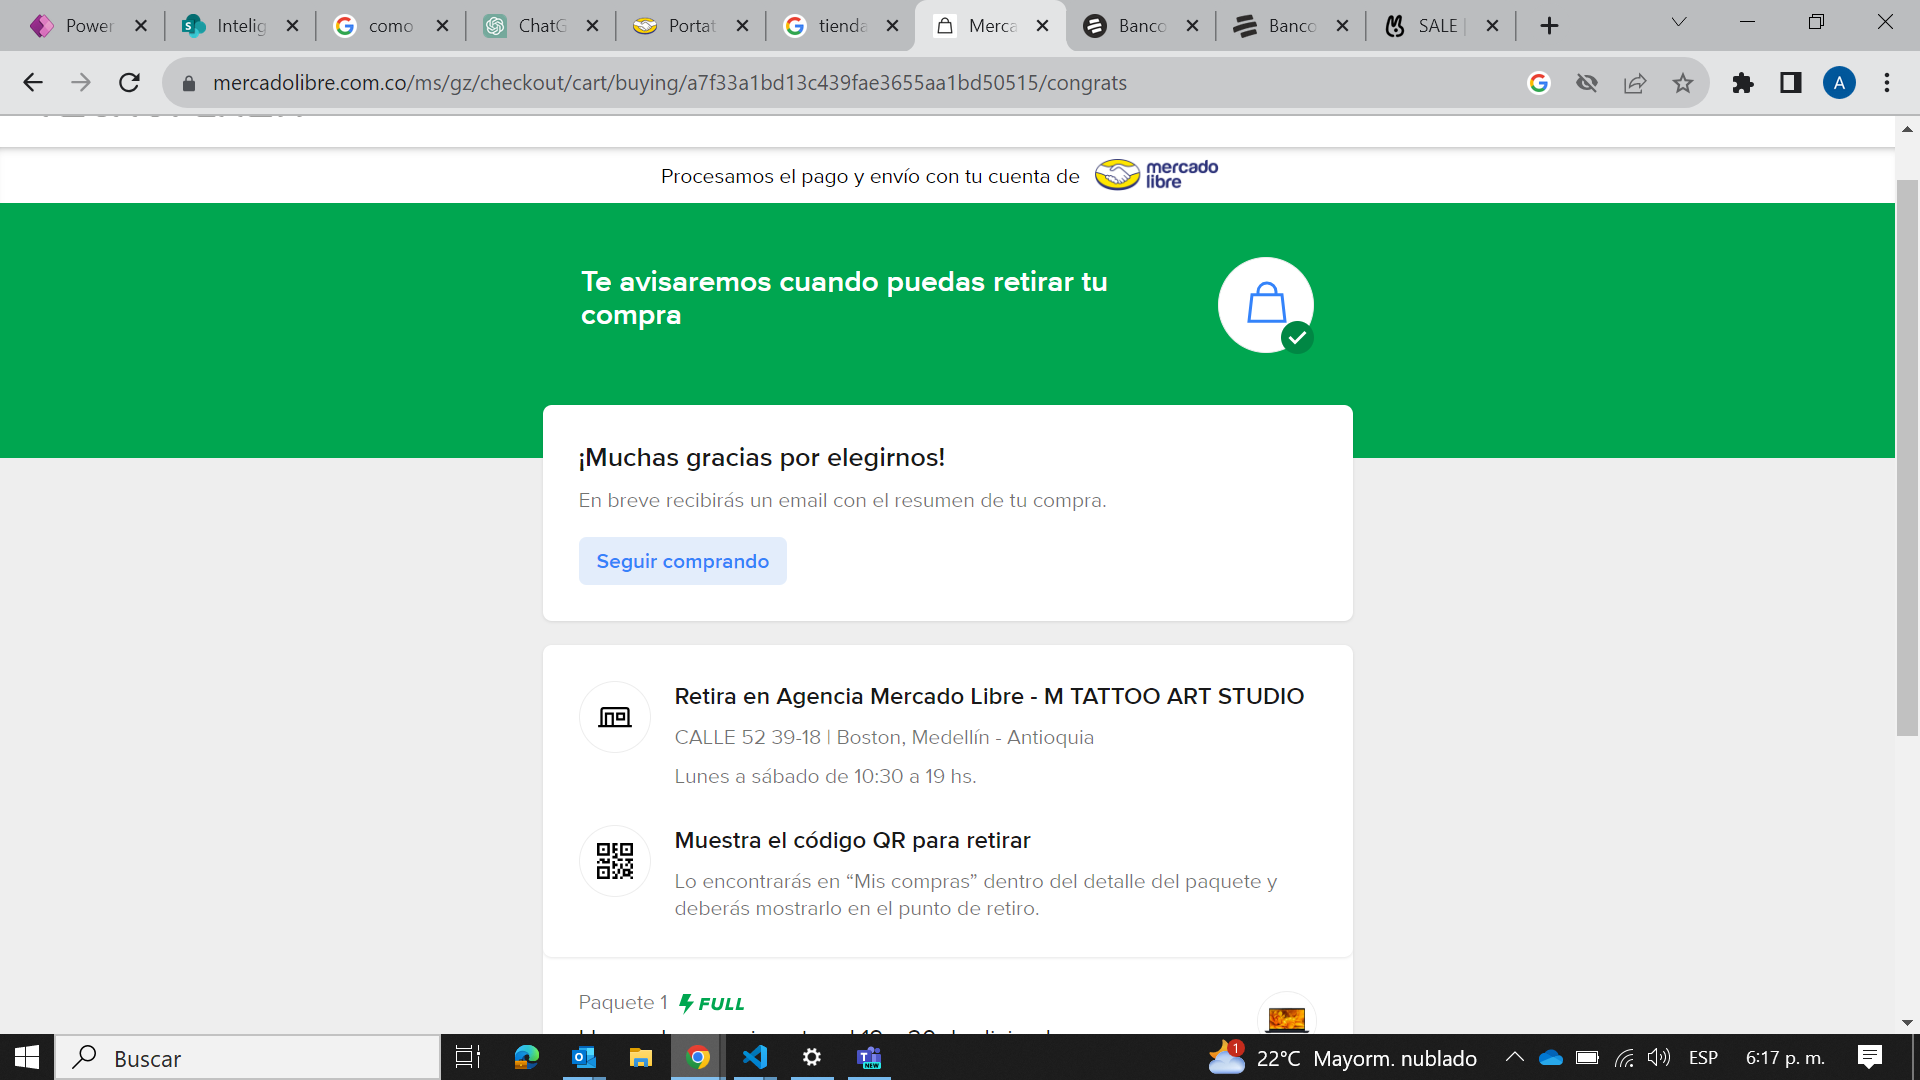 Power
Intelig
como
ChatG
Portat
tienda
Merca
Banco
Banco
SALE |
mercadolibre.com.co/ms/gz/checkout/cart/buying/a7f33a1bd13c439fae3655aa1bd50515/congrats
A
Procesamos el pago y envío con tu cuenta de
mercado
libre
Te avisaremos cuando puedas retirar tu
compra
¡Muchas gracias por elegirnos!
En breve recibirás un email con el resumen de tu compra.
Seguir comprando
Retira en Agencia Mercado Libre - M TATTOO ART STUDIO
CALLE 52 39-18 | Boston, Medellín - Antioquia
Lunes a sábado de 10:30 a 19 hs.
Muestra el código QR para retirar
Lo encontrarás en “Mis compras” dentro del detalle del paquete y
deberás mostrarlo en el punto de retiro.
Paquete 1 FULL
Buscar
NEW
1
22°C Mayorm. nublado
ESP
6:17 p. m.